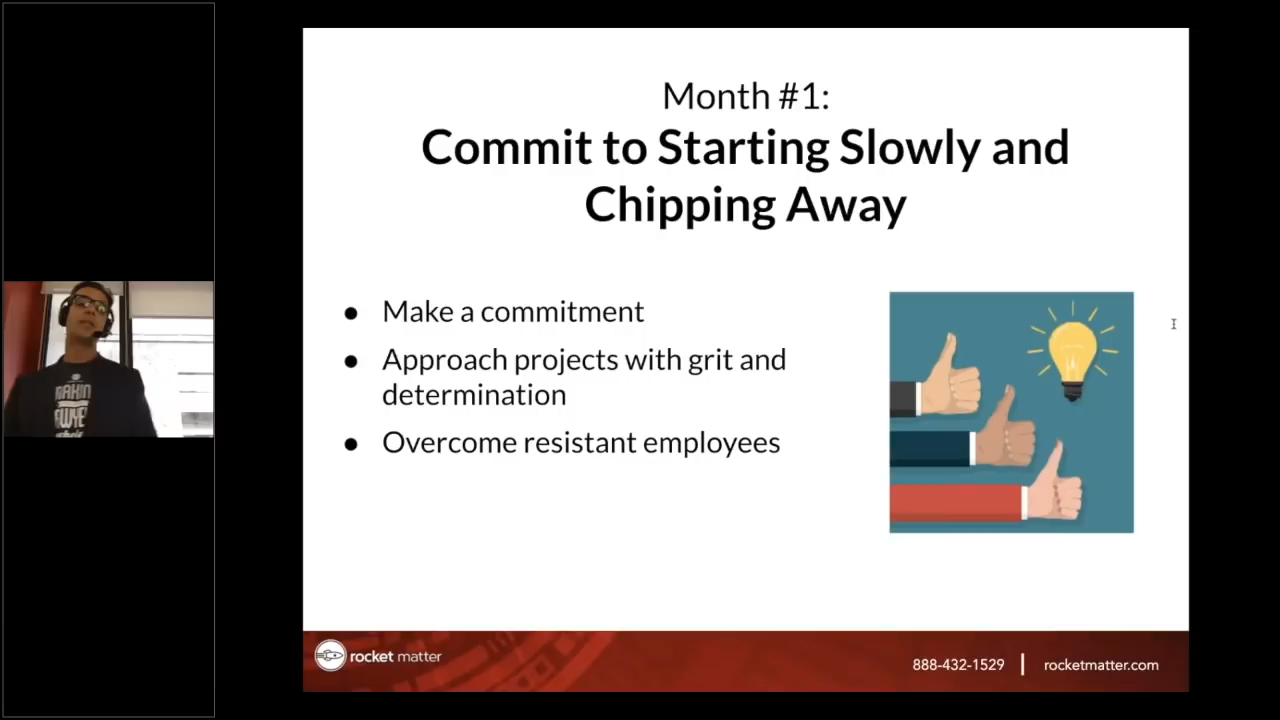 Month #1:
Commit to Starting Slowly and
Chipping Away
● Make a commitment
● Approach projects with grit and
determination
● Overcome resistant employees
rocket matter
888-432-1529 | rocketmatter.com